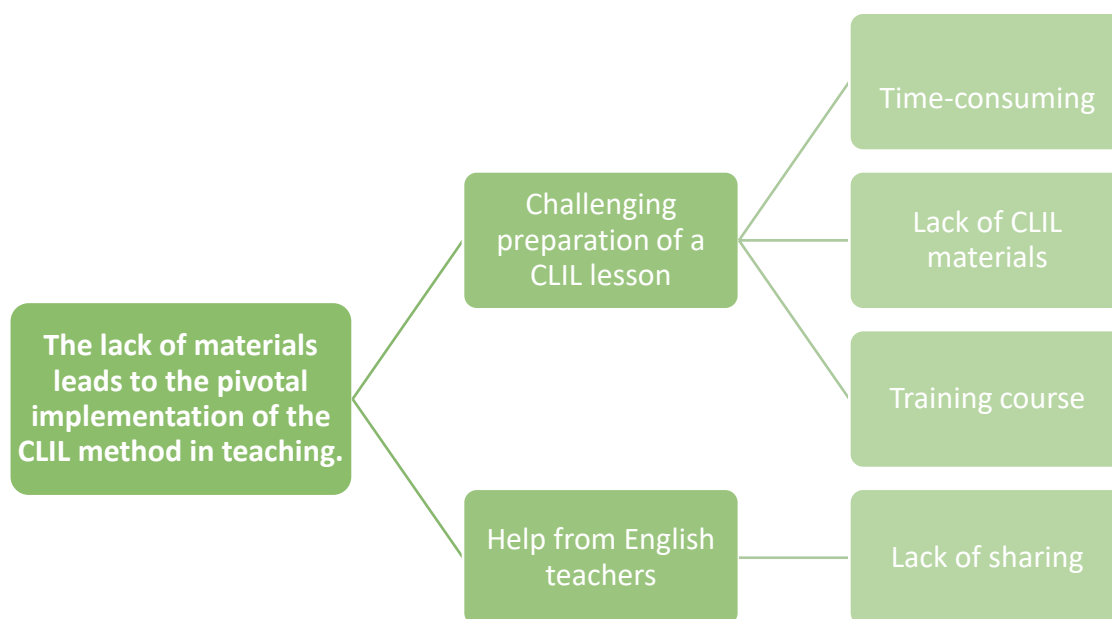 The lack of materials
leads to the pivotal
implementation of the
CLIL method in teaching.
Challenging
preparation of a
CLIL lesson
Time-consuming
Lack of CLIL
materials
Training course
Help from English
teachers
Lack of sharing